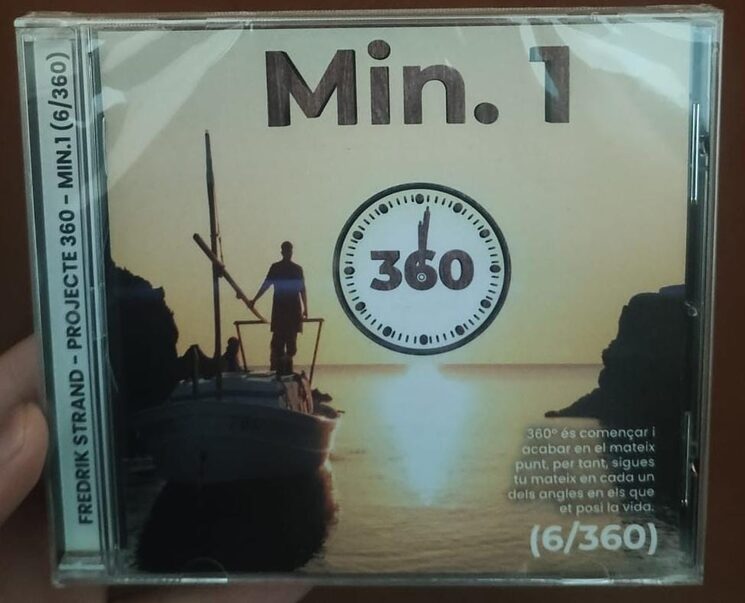 FREDRIK STRAND - PROJECTE 360 - MIN.1 (6/360)
Min. 1
360
360° és començar i
acabar en el mateix
punt, per tant, sigues
tu mateix en cada un
dels angles en els que
et posi la vida.
(6/360)